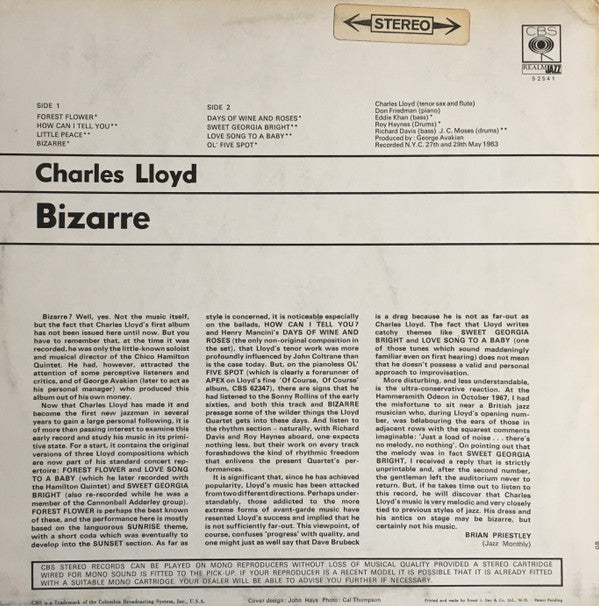 STEREO
CBS
REALM JAZZ
52541
SIDE 1
FOREST FLOWER*
HOW CAN I TELL YOU**
LITTLE PEACE**
BIZARRE*
SIDE 2
DAYS OF WINE AND ROSES*
SWEET GEORGIA BRIGHT**
LOVE SONG TO A BABY**
OL' FIVE SPOT*
Charles Lloyd (tenor sax and flute)
Don Friedman (piano)
Eddie Khan (bass)*
Roy Haynes (Drums)*
Richard Davis (bass) J. C. Moses (drums)**
Produced by: George Avakian
Recorded N.Y.C. 27th and 29th May 1963
Charles Lloyd
Bizarre
Bizarre? Well, yes. Not the music itself,
but the fact that Charles Lloyd's first album
has not been issued here until now. But you
have to remember that, at the time it was
recorded, he was only the little-known soloist
and musical director of the Chico Hamilton
Quintet. He had, however, attracted the
attention of some perceptive listeners and
critics, and of George Avakian (later to act as
his personal manager) who produced this
album out of his own money.
Now that Charles Lloyd has made it and
become the first new jazzman in several
years to gain a large personal following, it is
of more than passing interest to examine this
early record and study his music in its primi-
tive state. For a start, it contains the original
versions of three Lloyd compositions which
are now part of his standard concert rep-
ertoire: FOREST FLOWER and LOVE SONG
TO A BABY (which he later recorded with
the Hamilton Quintet) and SWEET GEORGIA
BRIGHT (also re-recorded while he was a
member of the Cannonball Adderley group).
FOREST FLOWER is perhaps the best known
of these, and the performance here is mostly
based on the languorous SUNRISE theme,
with a short coda which was eventually to
develop into the SUNSET section. As far as
style is concerned, it is noticeable especially
on the ballads, HOW CAN I TELL YOU?
and Henry Mancini's DAYS OF WINE AND
ROSES (the only non-original composition in
the set), that Lloyd's tenor work was more
profoundly influenced by John Coltrane than
is the case today. But, on the pianoless OL'
FIVE SPOT (which is clearly a forerunner of
APEX on Lloyd's fine 'Of Course, Of Course'
album, CBS 62347), there are signs that he
had listened to the Sonny Rollins of the early
sixties, and both this track and BIZARRE
presage some of the wilder things the Lloyd
Quartet gets into these days. And listen to
the rhythm section – naturally, with Richard
Davis and Roy Haynes aboard, one expects
nothing less, but their work on every track
foreshadows the kind of rhythmic freedom
that enlivens the present Quartet's per-
formances.
It is significant that, since he has achieved
popularity, Lloyd's music has been attacked
from two different directions. Perhaps under-
standably, those addicted to the more
extreme forms of avant-garde music have
resented Lloyd's success and implied that he
is not sufficiently far-out. This viewpoint, of
course, confuses 'progress' with quality, and
one might just as well say that Dave Brubeck
is a drag because he is not as far-out as
Charles Lloyd. The fact that Lloyd writes
catchy themes like SWEET GEORGIA
BRIGHT and LOVE SONG TO A BABY (one
of those tunes which sound maddeningly
familiar even on first hearing) does not mean
that he doesn't possess a valid and personal
approach to improvisation.
More disturbing, and less understandable,
is the ultra-conservative reaction. At the
Hammersmith Odeon in October 1967, I had
the misfortune to sit near a British jazz
musician who, during Lloyd's opening num-
ber, was belabouring the ears of those in
adjacent rows with the squarest comments
imaginable: 'Just a load of noise . . . there's
no melody, no nothing'. On pointing out that
the melody was in fact SWEET GEORGIA
BRIGHT, I received a reply that is strictly
unprintable and, after the second number,
the gentleman left the auditorium never to
return. But, if he takes time out to listen to
this record, he will discover that Charles
Lloyd's music is very melodic and very closely
tied to previous styles of jazz. His dress and
his antics on stage may be bizarre, but
certainly not his music.
BRIAN PRIESTLEY
(Jazz Monthly)
CBS STEREO RECORDS CAN BE PLAYED ON MONO REPRODUCERS WITHOUT LOSS OF MUSICAL QUALITY PROVIDED A STEREO CARTRIDGE
WIRED FOR MONO SOUND IS FITTED TO THE PICK-UP. IF YOUR REPRODUCER IS A RECENT MODEL IT IS POSSIBLE THAT IT IS ALREADY FITTED
WITH A SUITABLE MONO CARTRIDGE. YOUR DEALER WILL BE ABLE TO ADVISE YOU FURTHER IF NECESSARY.
CBS is a Trademark of the Columbia Broadcasting System, Inc., U.S.A.
Cover design: John Hays Photo: Cal Thompson
Printed and made by Ernest J. Day & Co. Ltd., W.H. Patent Pending